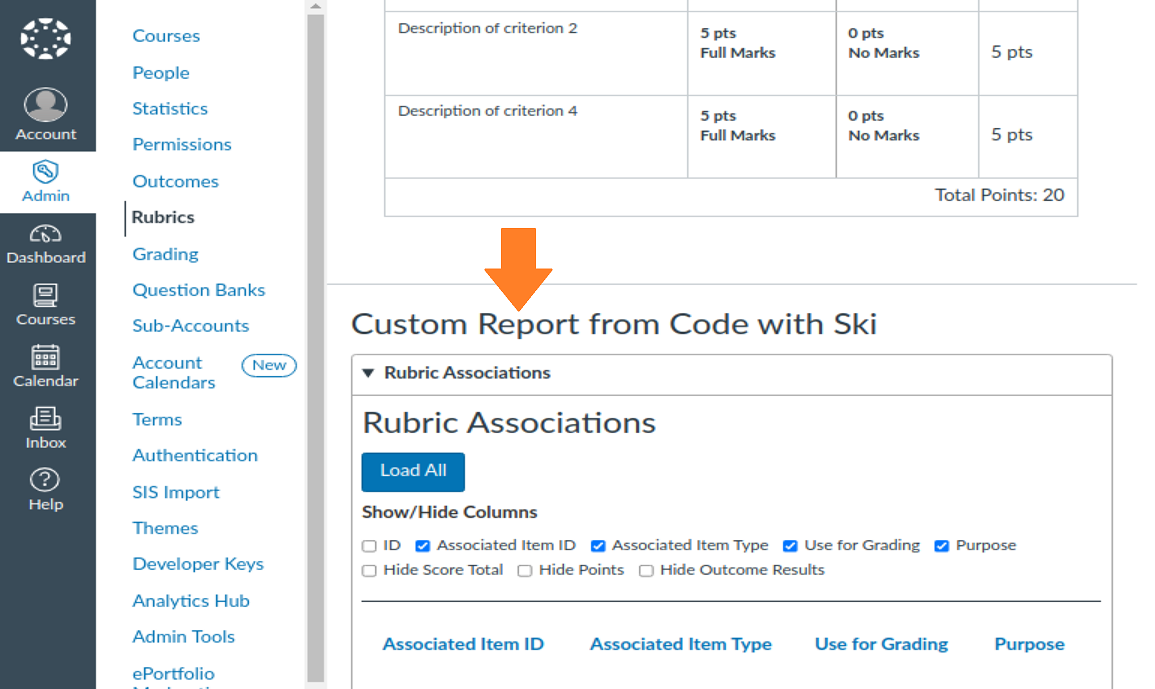 Account
Admin
Dashboard
Courses
Calendar
Inbox
Help
Courses
People
Statistics
Permissions
Outcomes
Rubrics
Grading
Question Banks
Sub-Accounts
Account Calendars New
Terms
Authentication
SIS Import
Themes
Developer Keys
Analytics Hub
Admin Tools
ePortfolio
Description of criterion 2
5 pts
Full Marks
0 pts
No Marks
5 pts
Description of criterion 4
5 pts
Full Marks
0 pts
No Marks
5 pts
Total Points: 20
Custom Report from Code with Ski
Rubric Associations
Rubric Associations
Load All
Show/Hide Columns
ID Associated Item ID Associated Item Type Use for Grading Purpose
Hide Score Total Hide Points Hide Outcome Results
Associated Item ID Associated Item Type Use for Grading Purpose